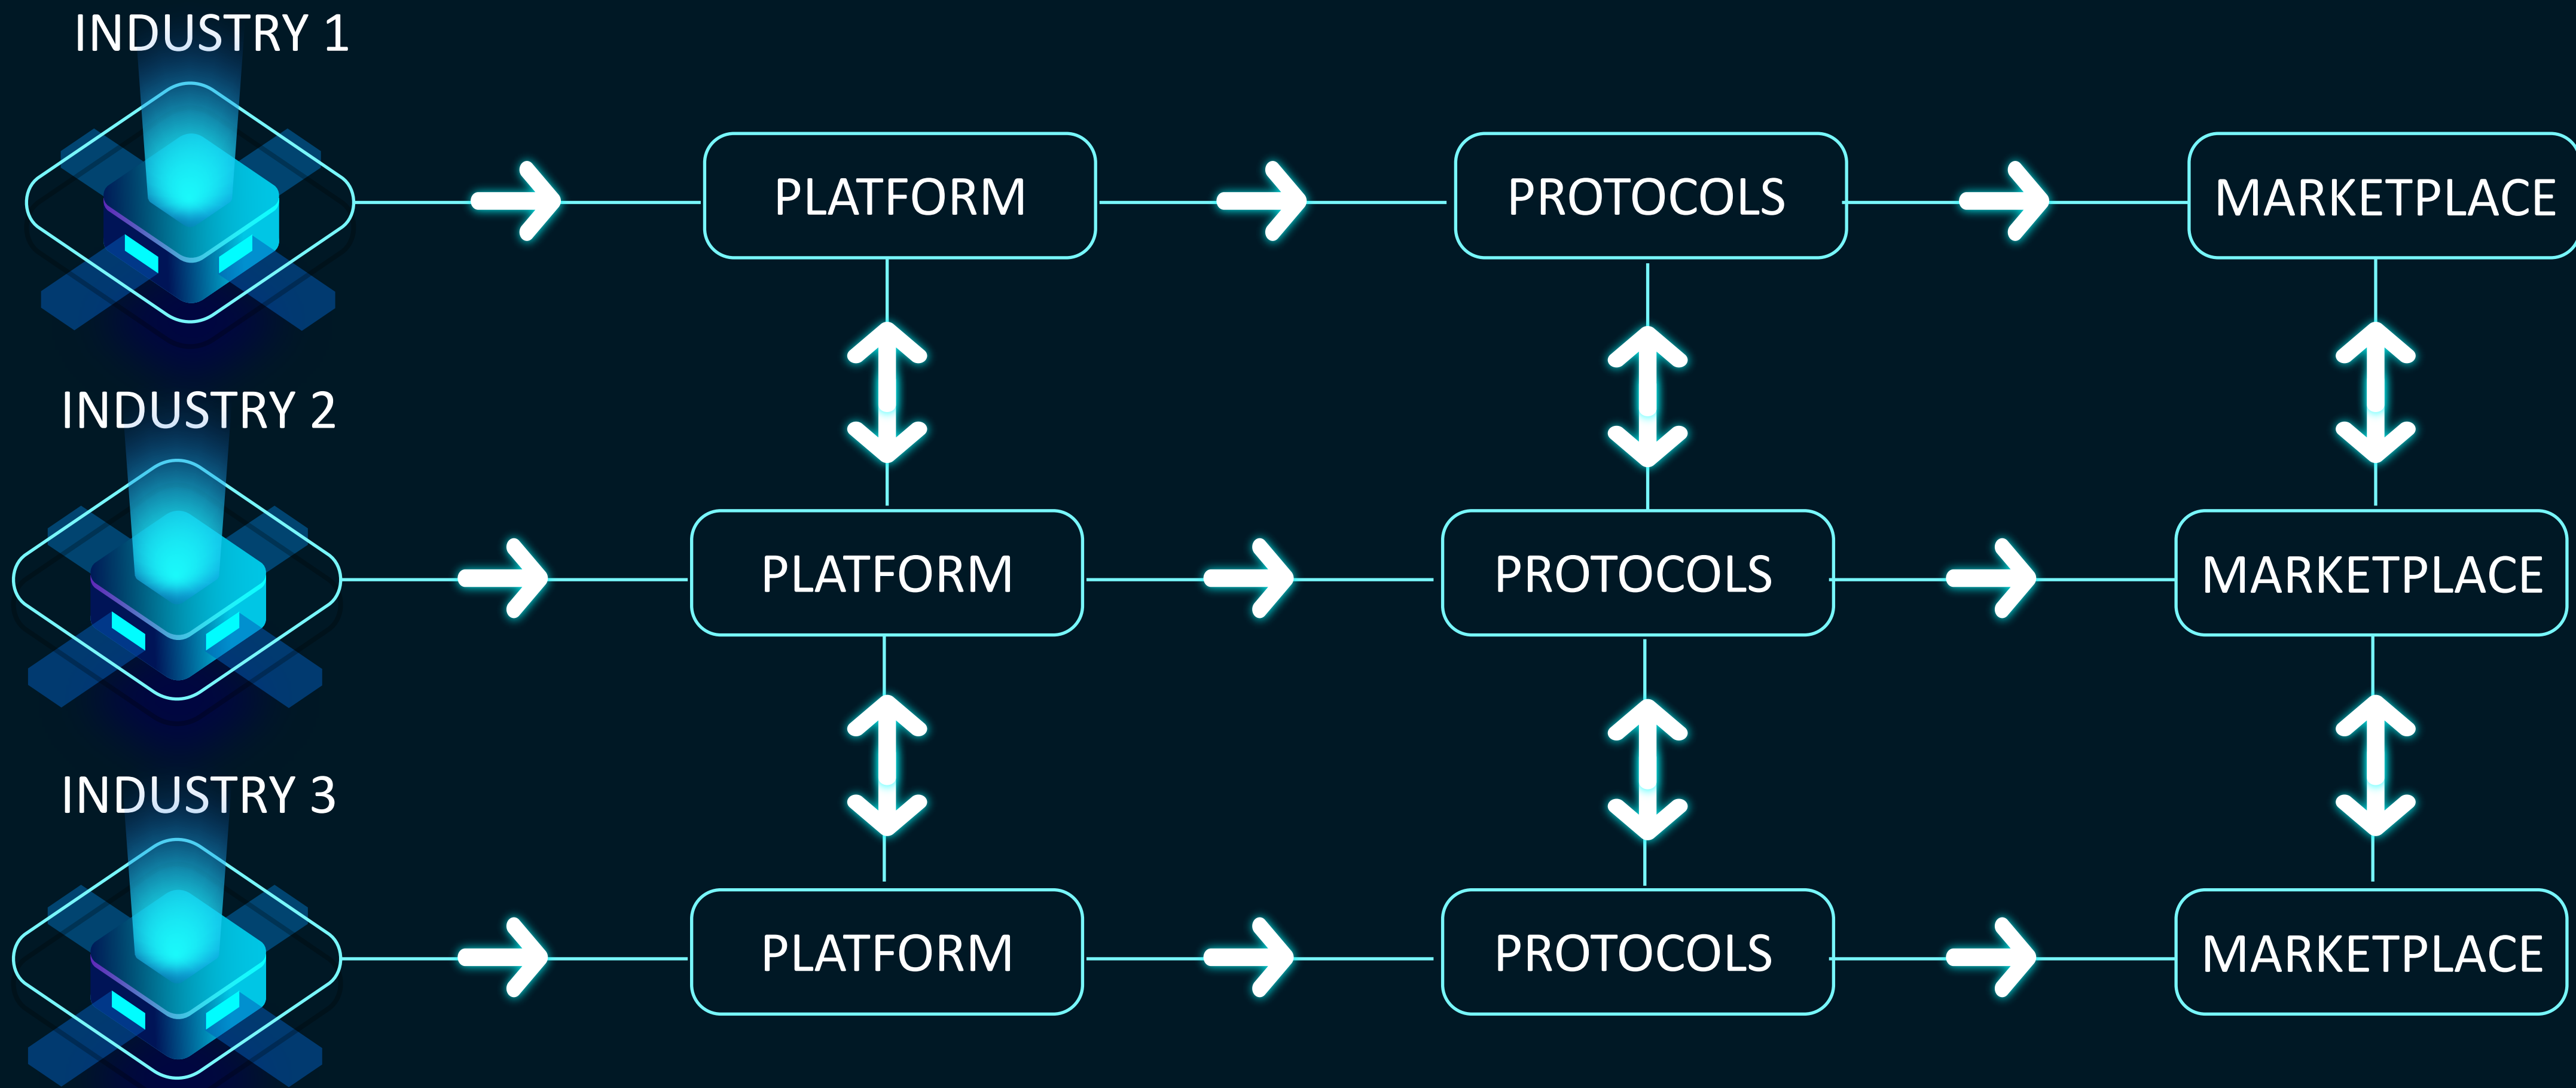 INDUSTRY 1
PLATFORM
PROTOCOLS
MARKETPLACE
INDUSTRY 2
PLATFORM
PROTOCOLS
MARKETPLACE
INDUSTRY 3
PLATFORM
PROTOCOLS
MARKETPLACE